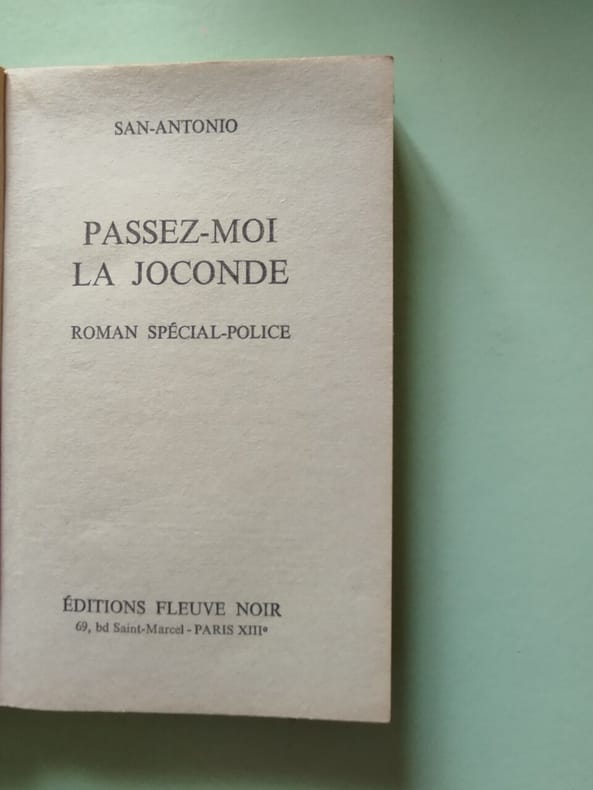 SAN-ANTONIO
PASSEZ-MOI
LA JOCONDE
ROMAN SPÉCIAL-POLICE
ÉDITIONS FLEUVE NOIR
69, bd Saint-Marcel - PARIS XIIIᵉ